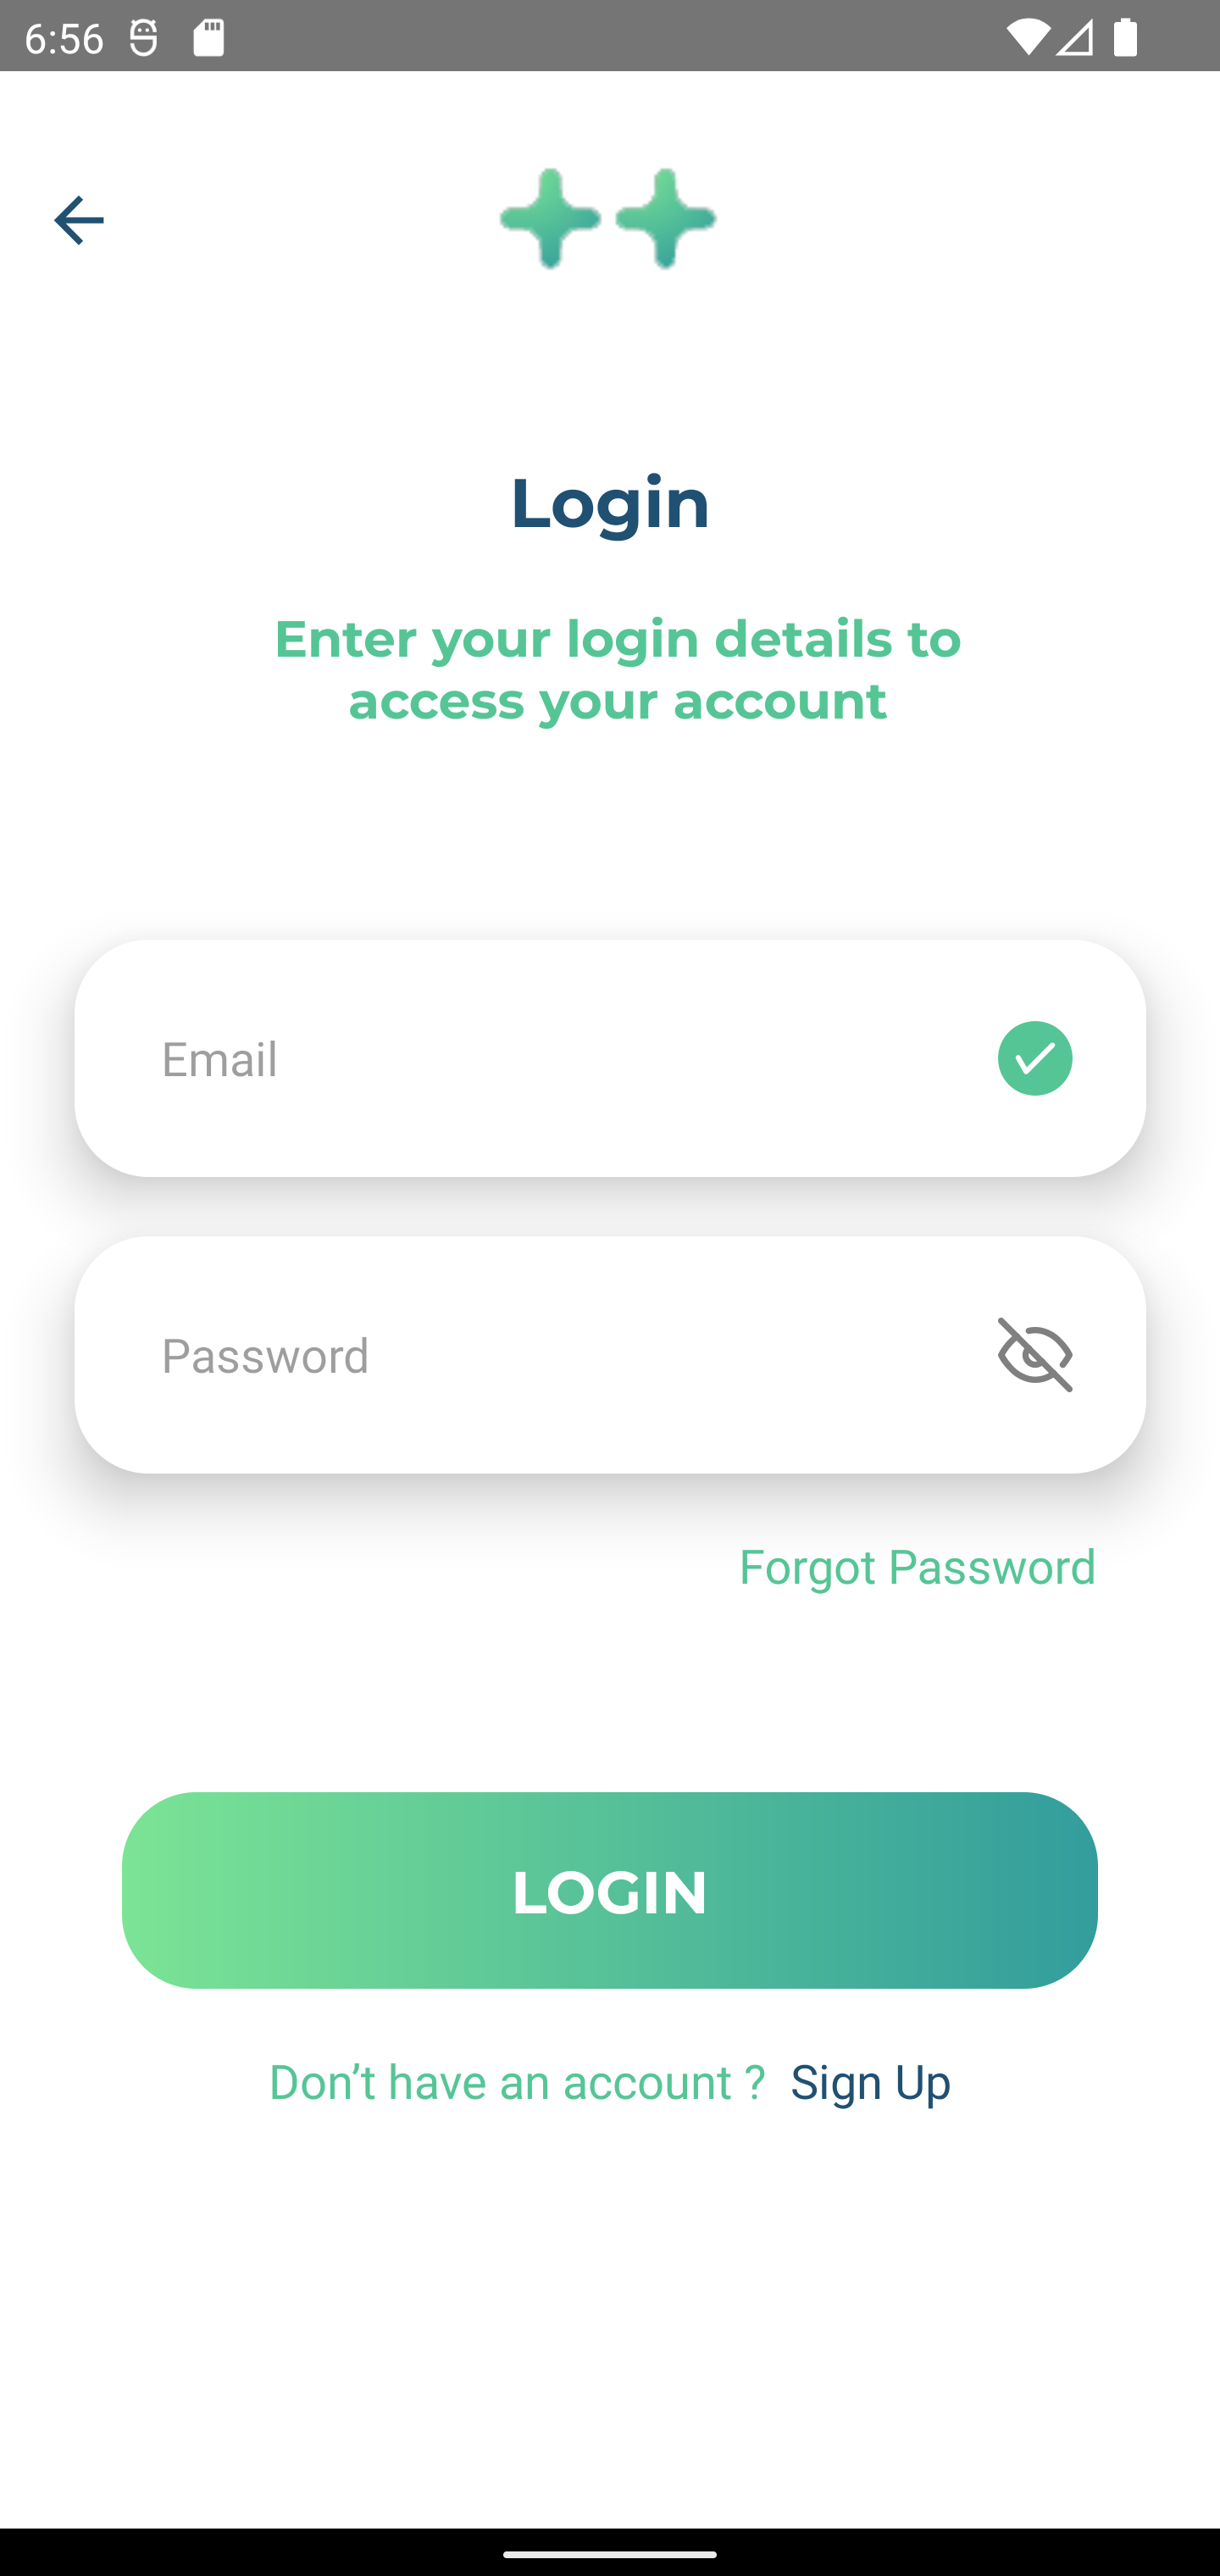 6:56
Login
Enter your login details to
access your account
Email
Password
Forgot Password
LOGIN
Don’t have an account ? Sign Up